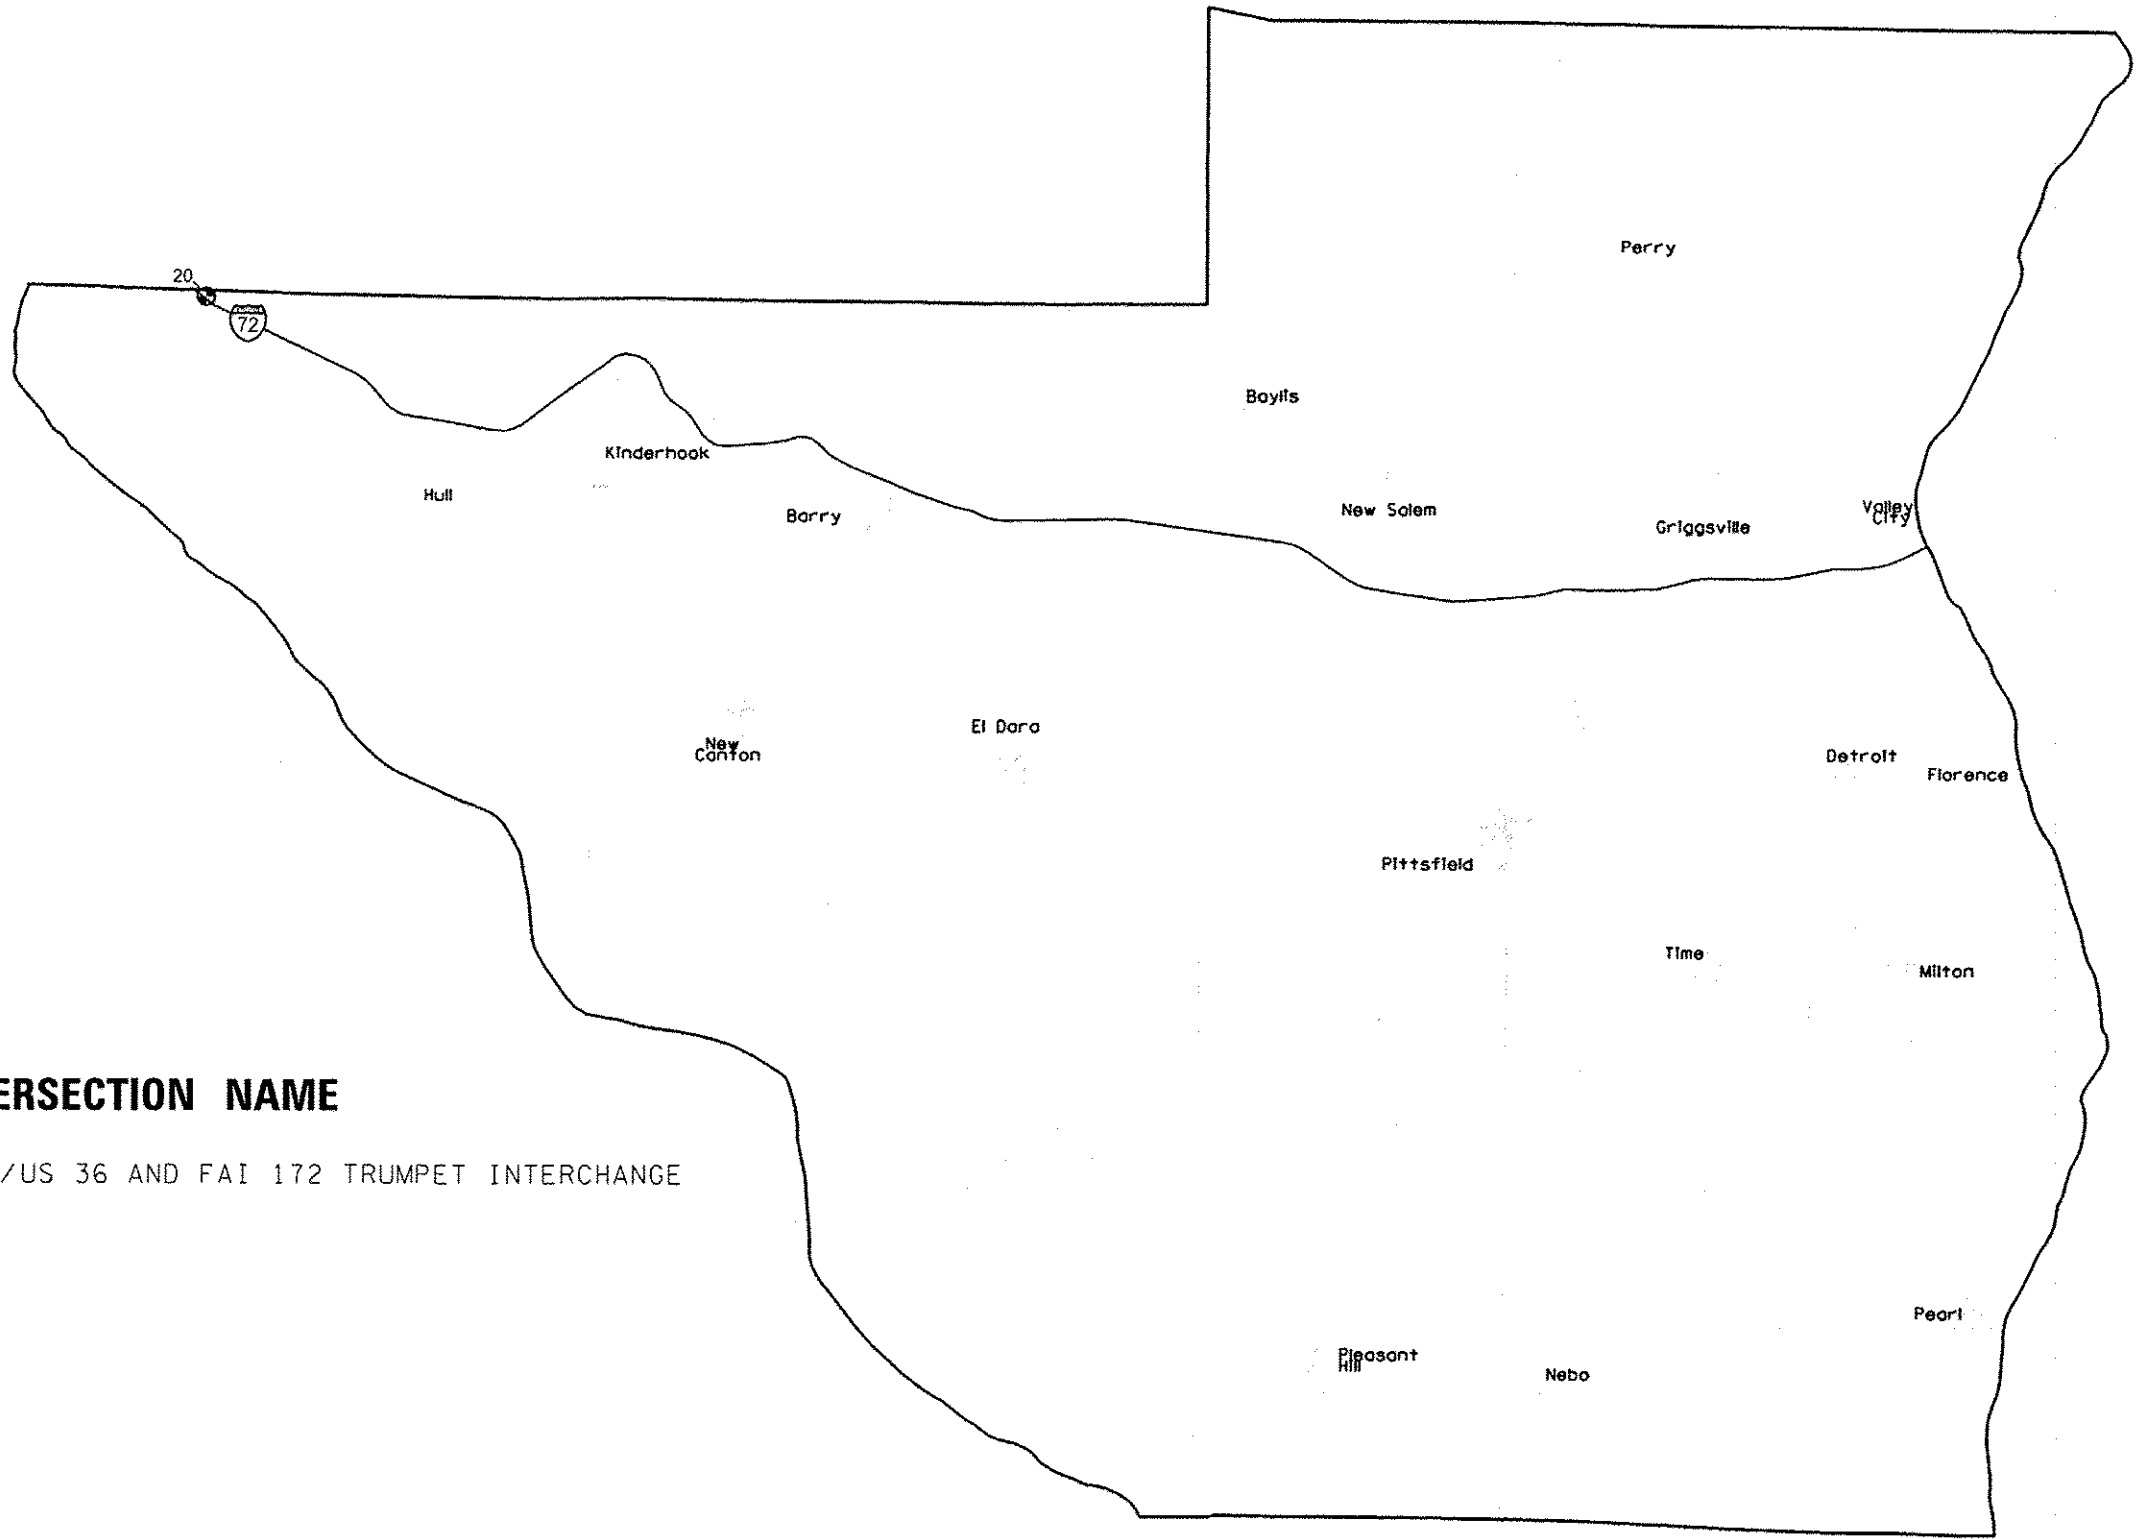 Perry
20
72
Baylis
Kinderhook
Hull
Barry
New Salem
Griggsville
Valley
City
El Dara
New
Canton
Detroit
Florence
Pittsfield
Time
Milton
ERSECTION NAME
/US 36 AND FAI 172 TRUMPET INTERCHANGE
Pearl
Pleasant
Hill
Nebo